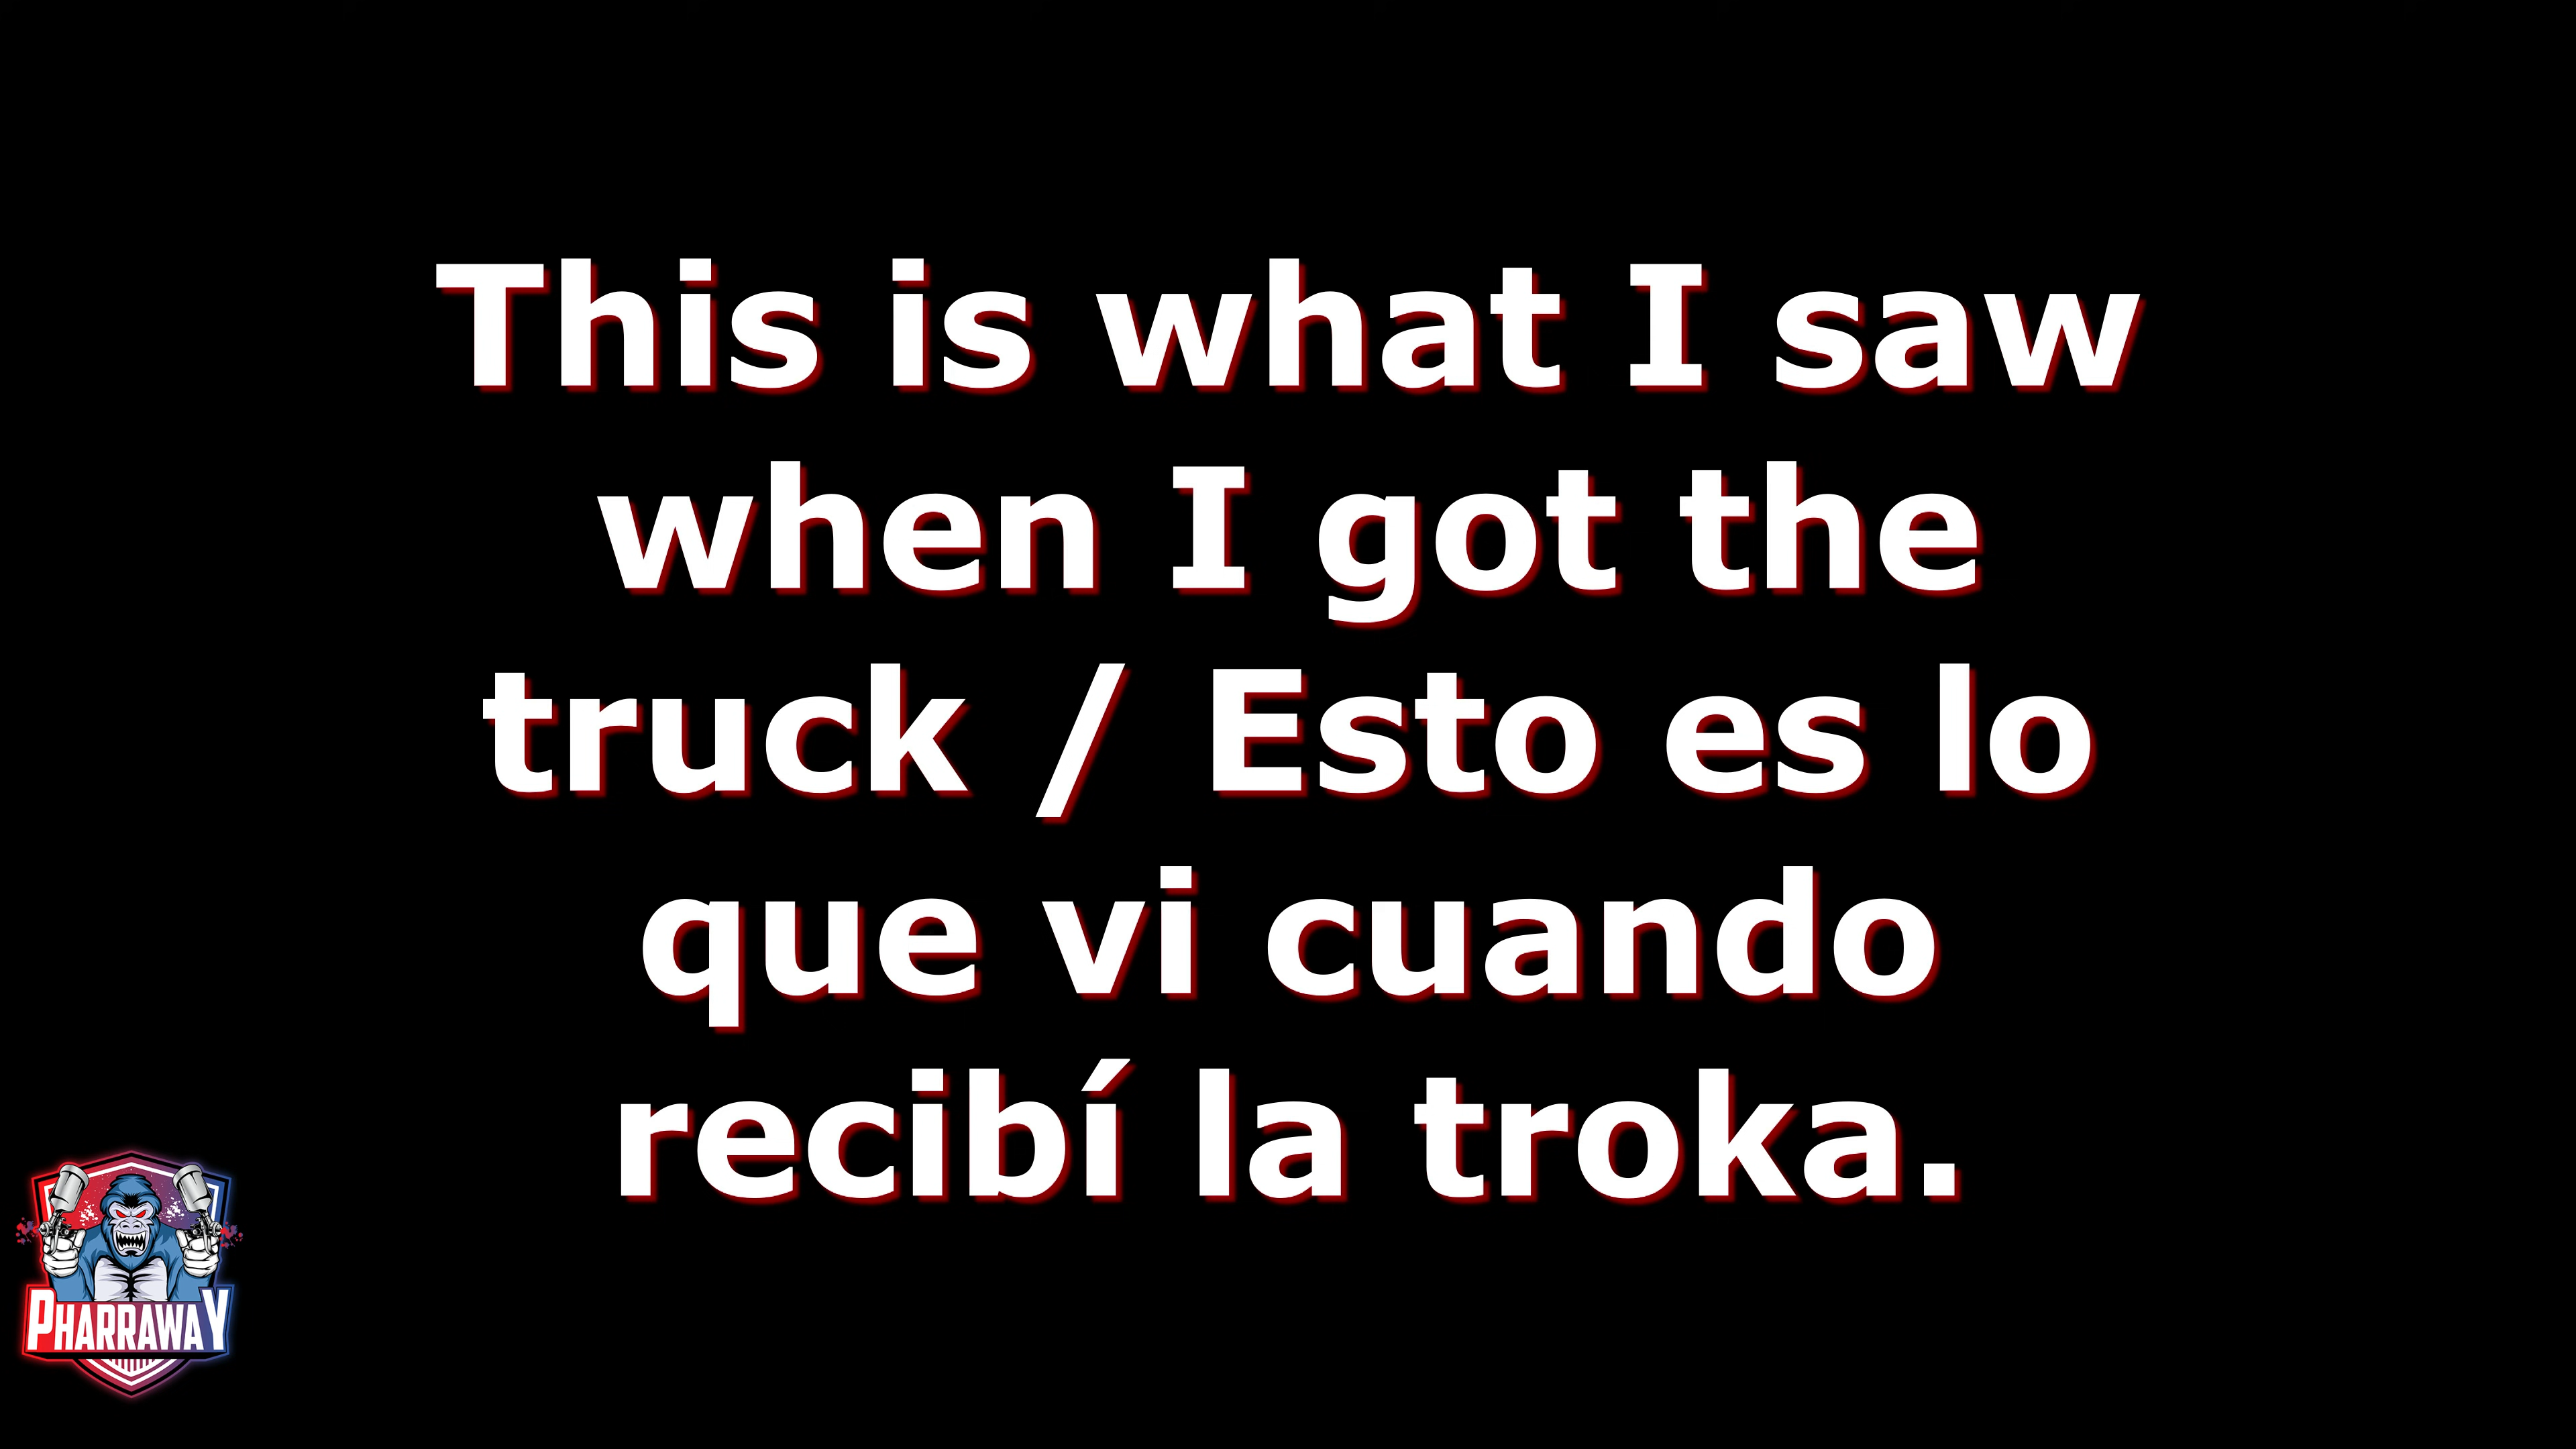 This is what I saw
when I got the
truck / Esto es lo
que vi cuando
recibí la troka.
PHARRAWAY